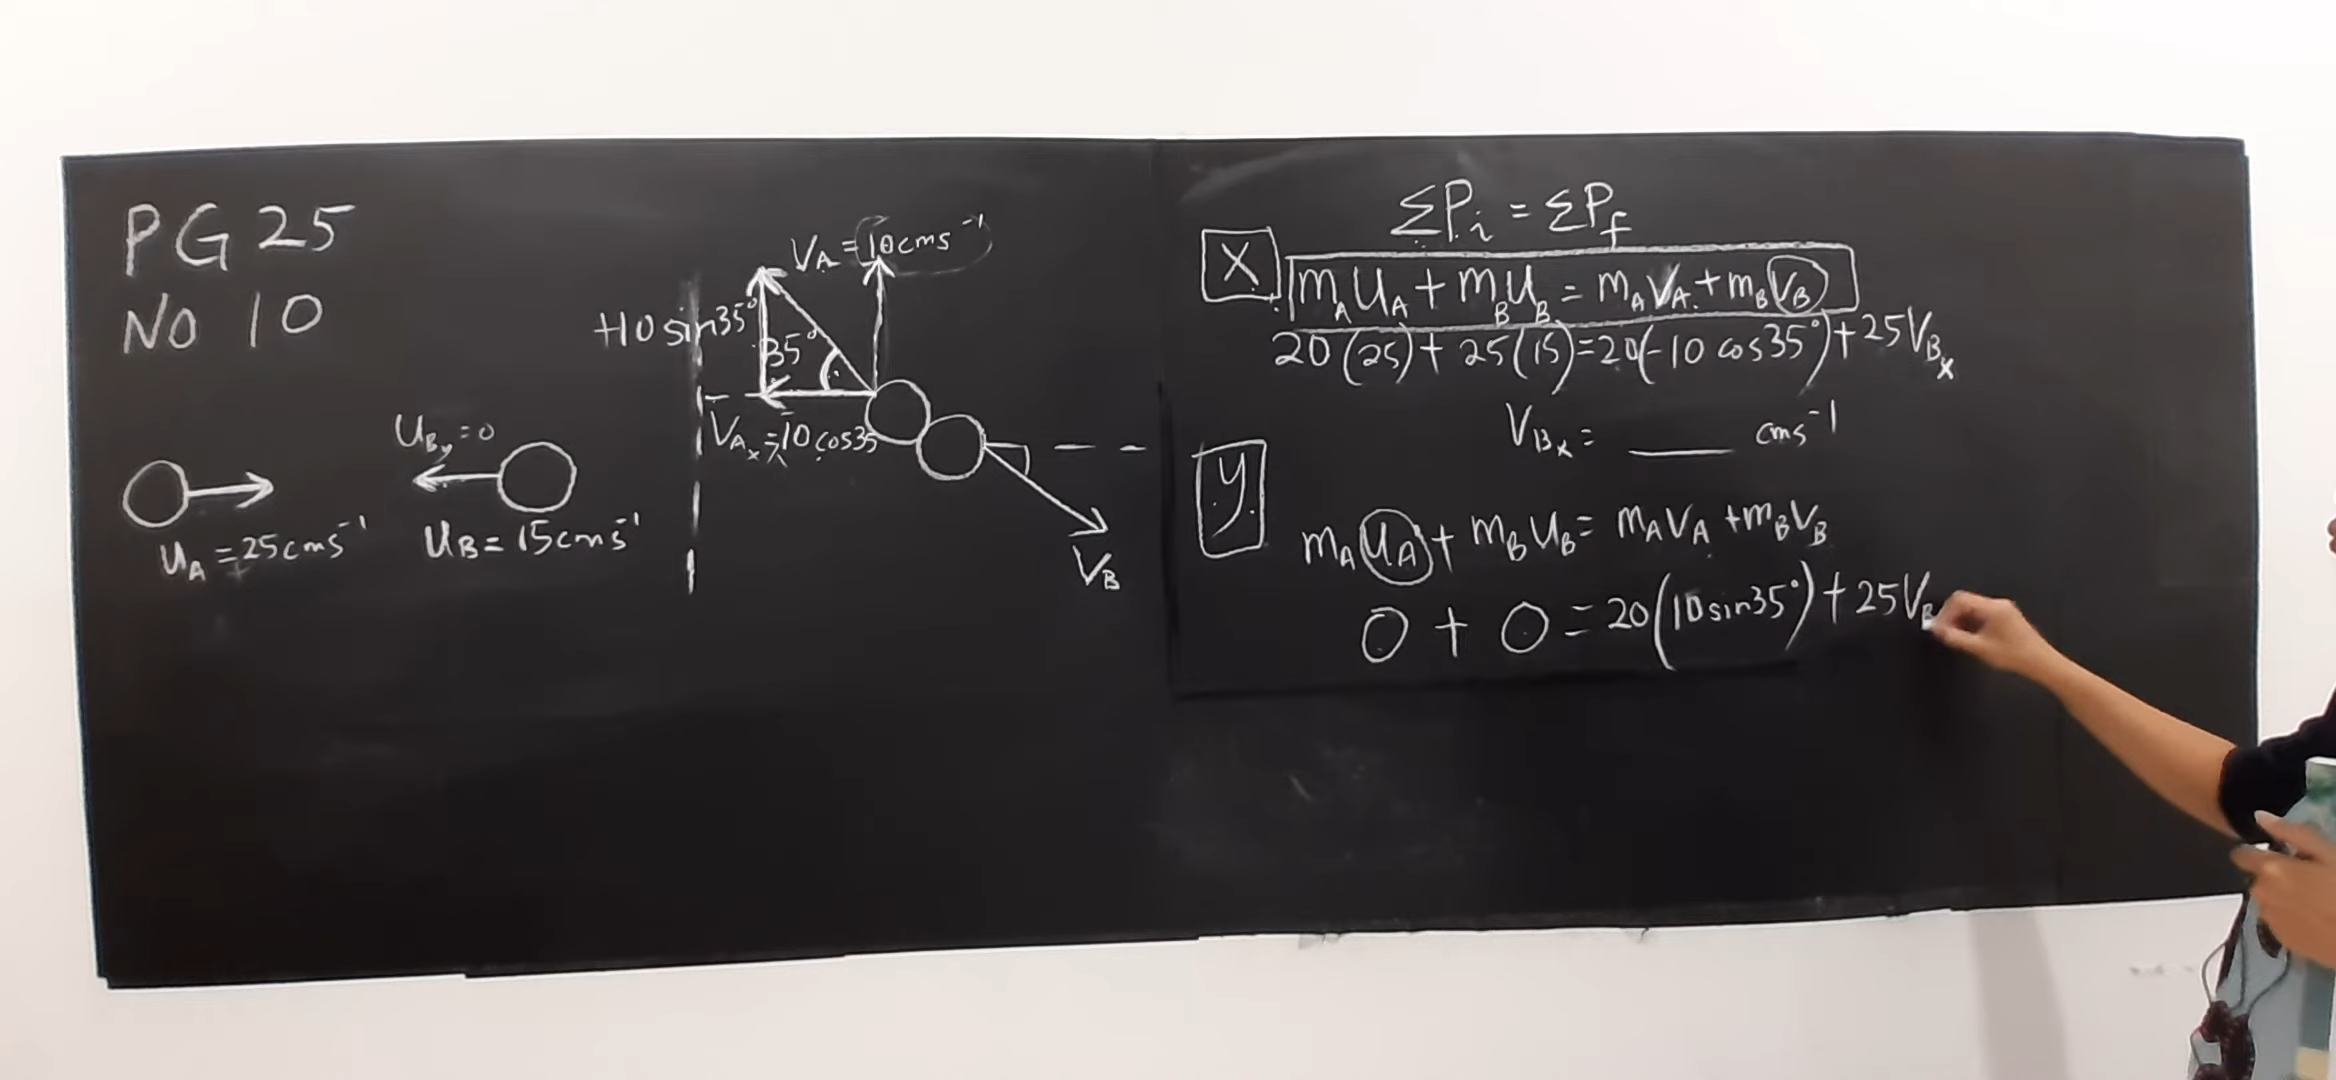 PG 25
NO 10
U_By = 0
U_A = 25cms⁻¹
U_B = 15cms⁻¹
V_A = 10cms⁻¹
+10 sin35°
35°
V_Ax = -10 cos35
V_B
ΣP_i = ΣP_f
X
m_A U_A + m_B U_B = m_A V_A + m_B V_B
20(25) + 25(15) = 20(-10 cos35°) + 25V_Bx
V_Bx = ____ cms⁻¹
y
m_A U_A + m_B U_B = m_A V_A + m_B V_B
0 + 0 = 20(10sin35°) + 25V_B